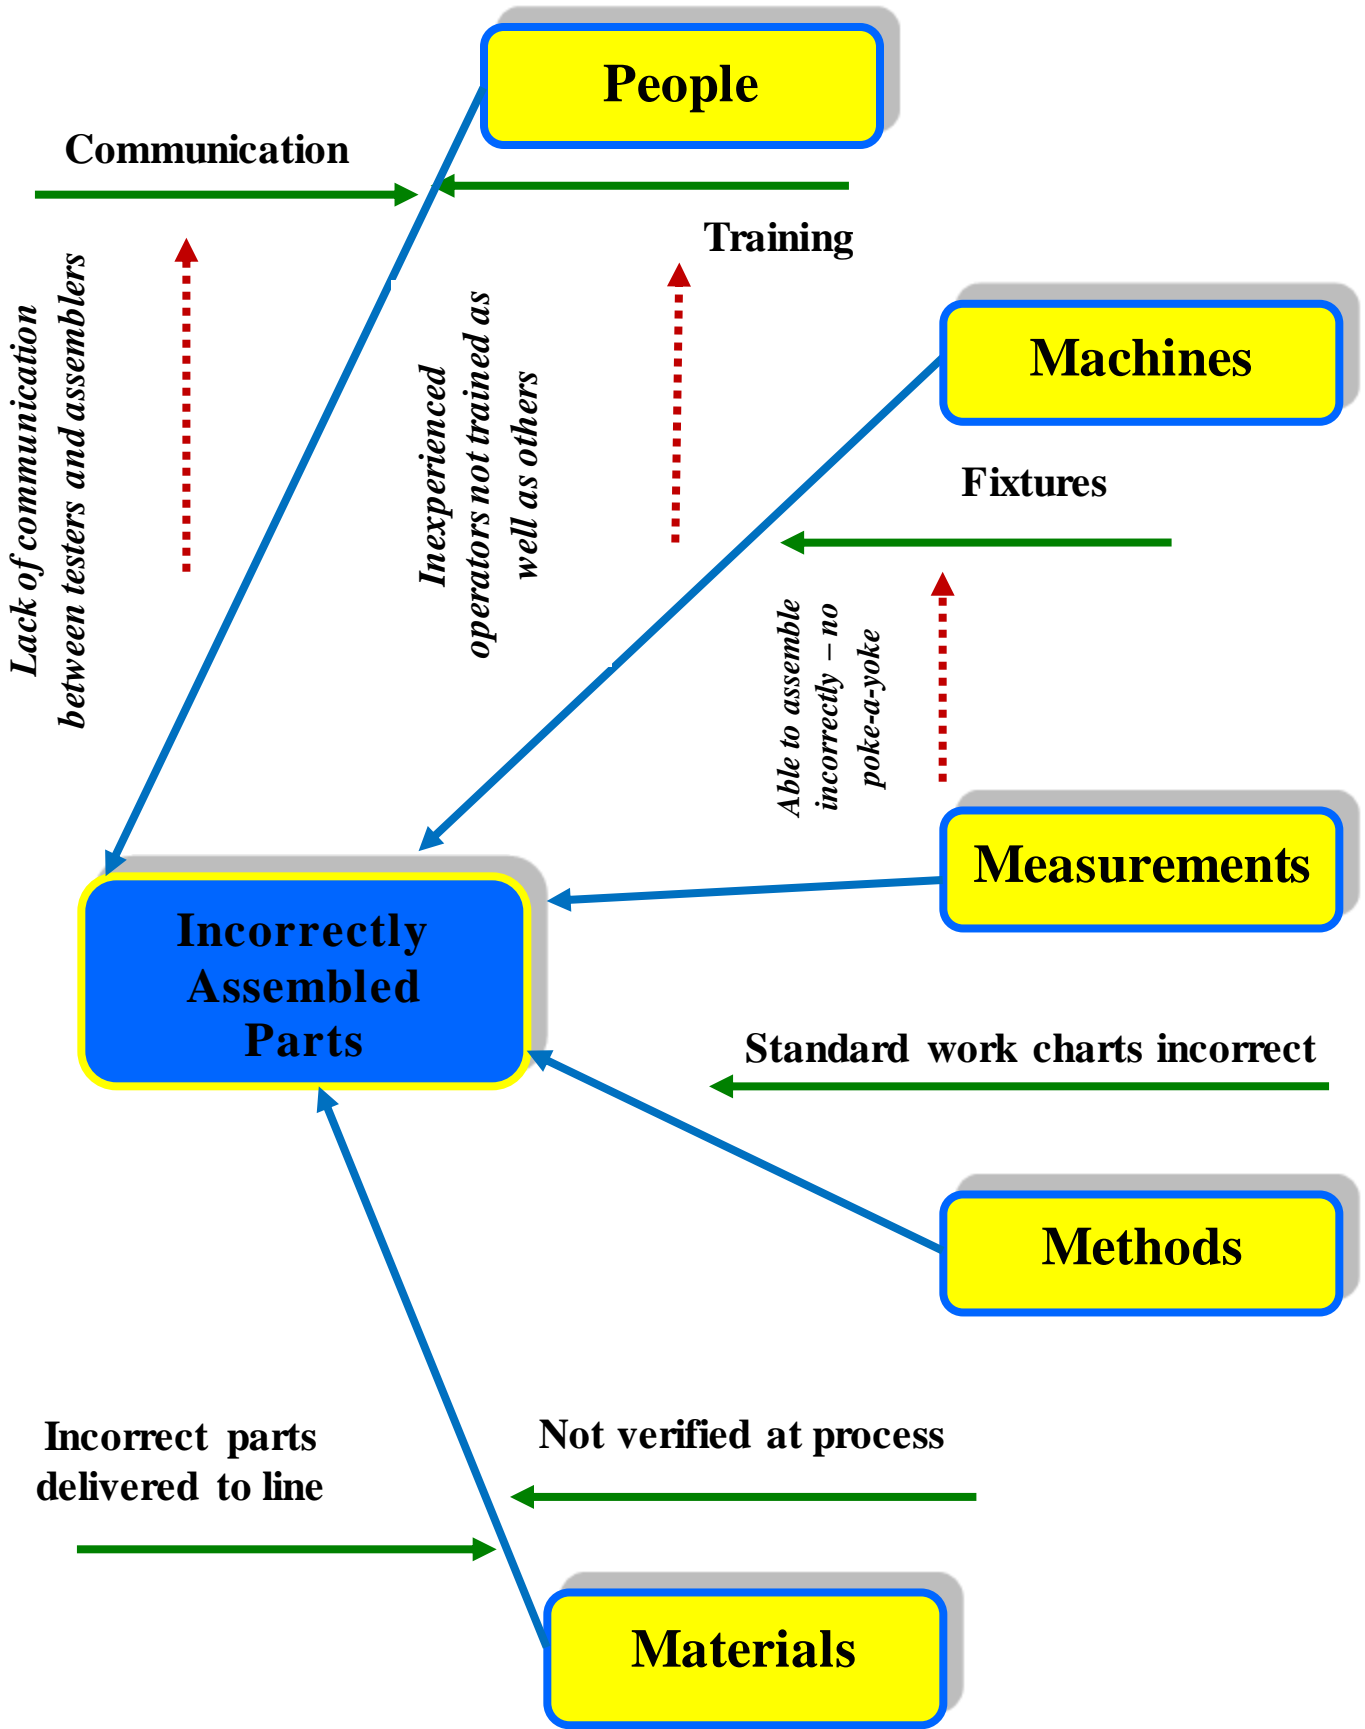 People
Communication
Training
Lack of communication
between testers and assemblers
Inexperienced
operators not trained as
well as others
Machines
Fixtures
Able to assemble
incorrectly – no
poke-a-yoke
Measurements
Incorrectly
Assembled
Parts
Standard work charts incorrect
Methods
Incorrect parts
delivered to line
Not verified at process
Materials